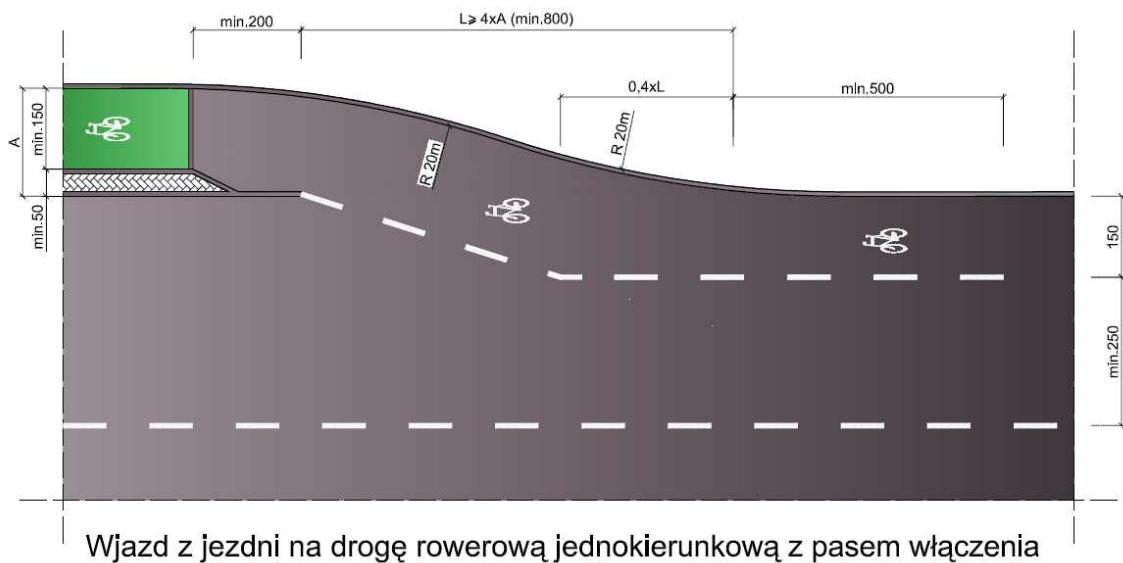 min.200
L⩾ 4xA (min.800)
0,4xL
min.500
A
min.150
min.50
R 20m
R 20m
150
min.250
Wjazd z jezdni na drogę rowerową jednokierunkową z pasem włączenia